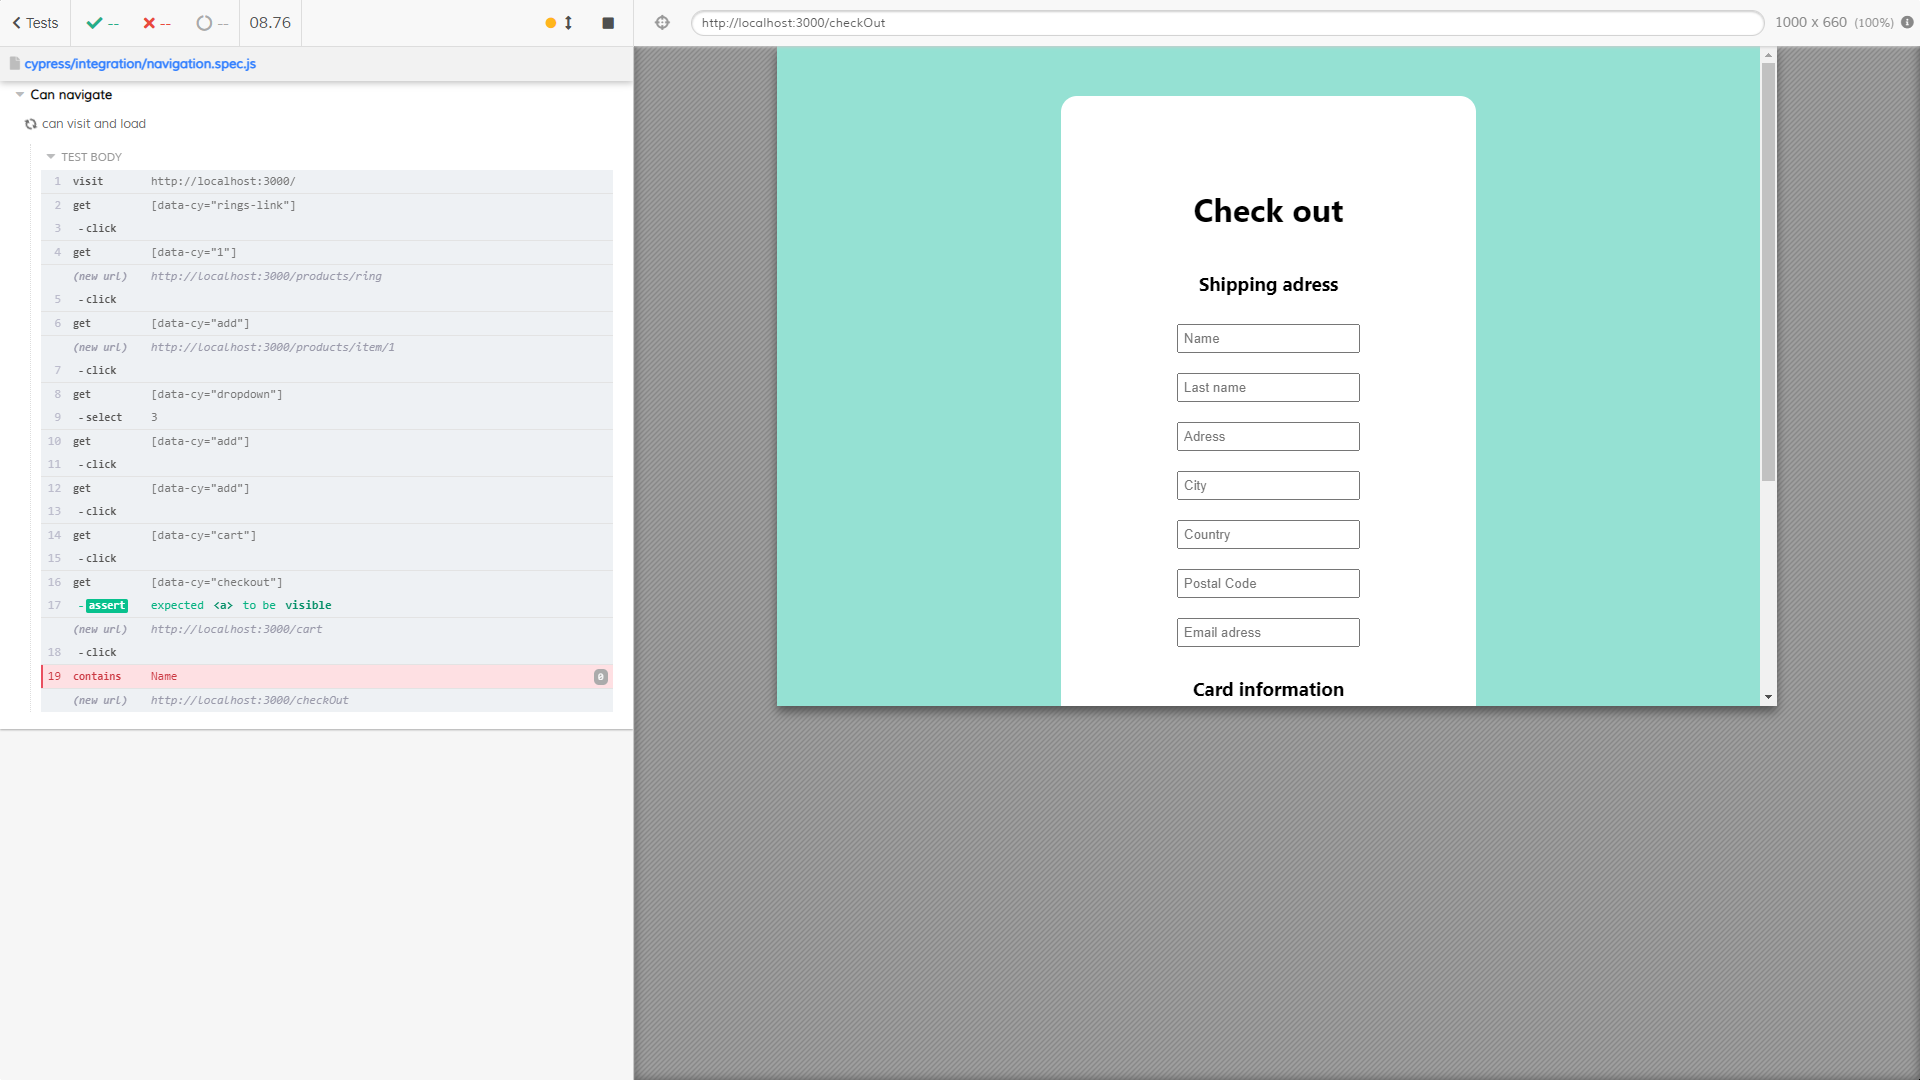 Tests -- -- -- 08.76
cypress/integration/navigation.spec.js
Can navigate
can visit and load
TEST BODY
1 visit http://localhost:3000/
2 get [data-cy="rings-link"]
3 -click
4 get [data-cy="1"]
(new url) http://localhost:3000/products/ring
5 -click
6 get [data-cy="add"]
(new url) http://localhost:3000/products/item/1
7 -click
8 get [data-cy="dropdown"]
9 -select 3
10 get [data-cy="add"]
11 -click
12 get [data-cy="add"]
13 -click
14 get [data-cy="cart"]
15 -click
16 get [data-cy="checkout"]
17 -assert expected <a> to be visible
(new url) http://localhost:3000/cart
18 -click
19 contains Name 0
(new url) http://localhost:3000/checkOut
http://localhost:3000/checkOut 1000 x 660 (100%)
Check out
Shipping adress
Name
Last name
Adress
City
Country
Postal Code
Email adress
Card information